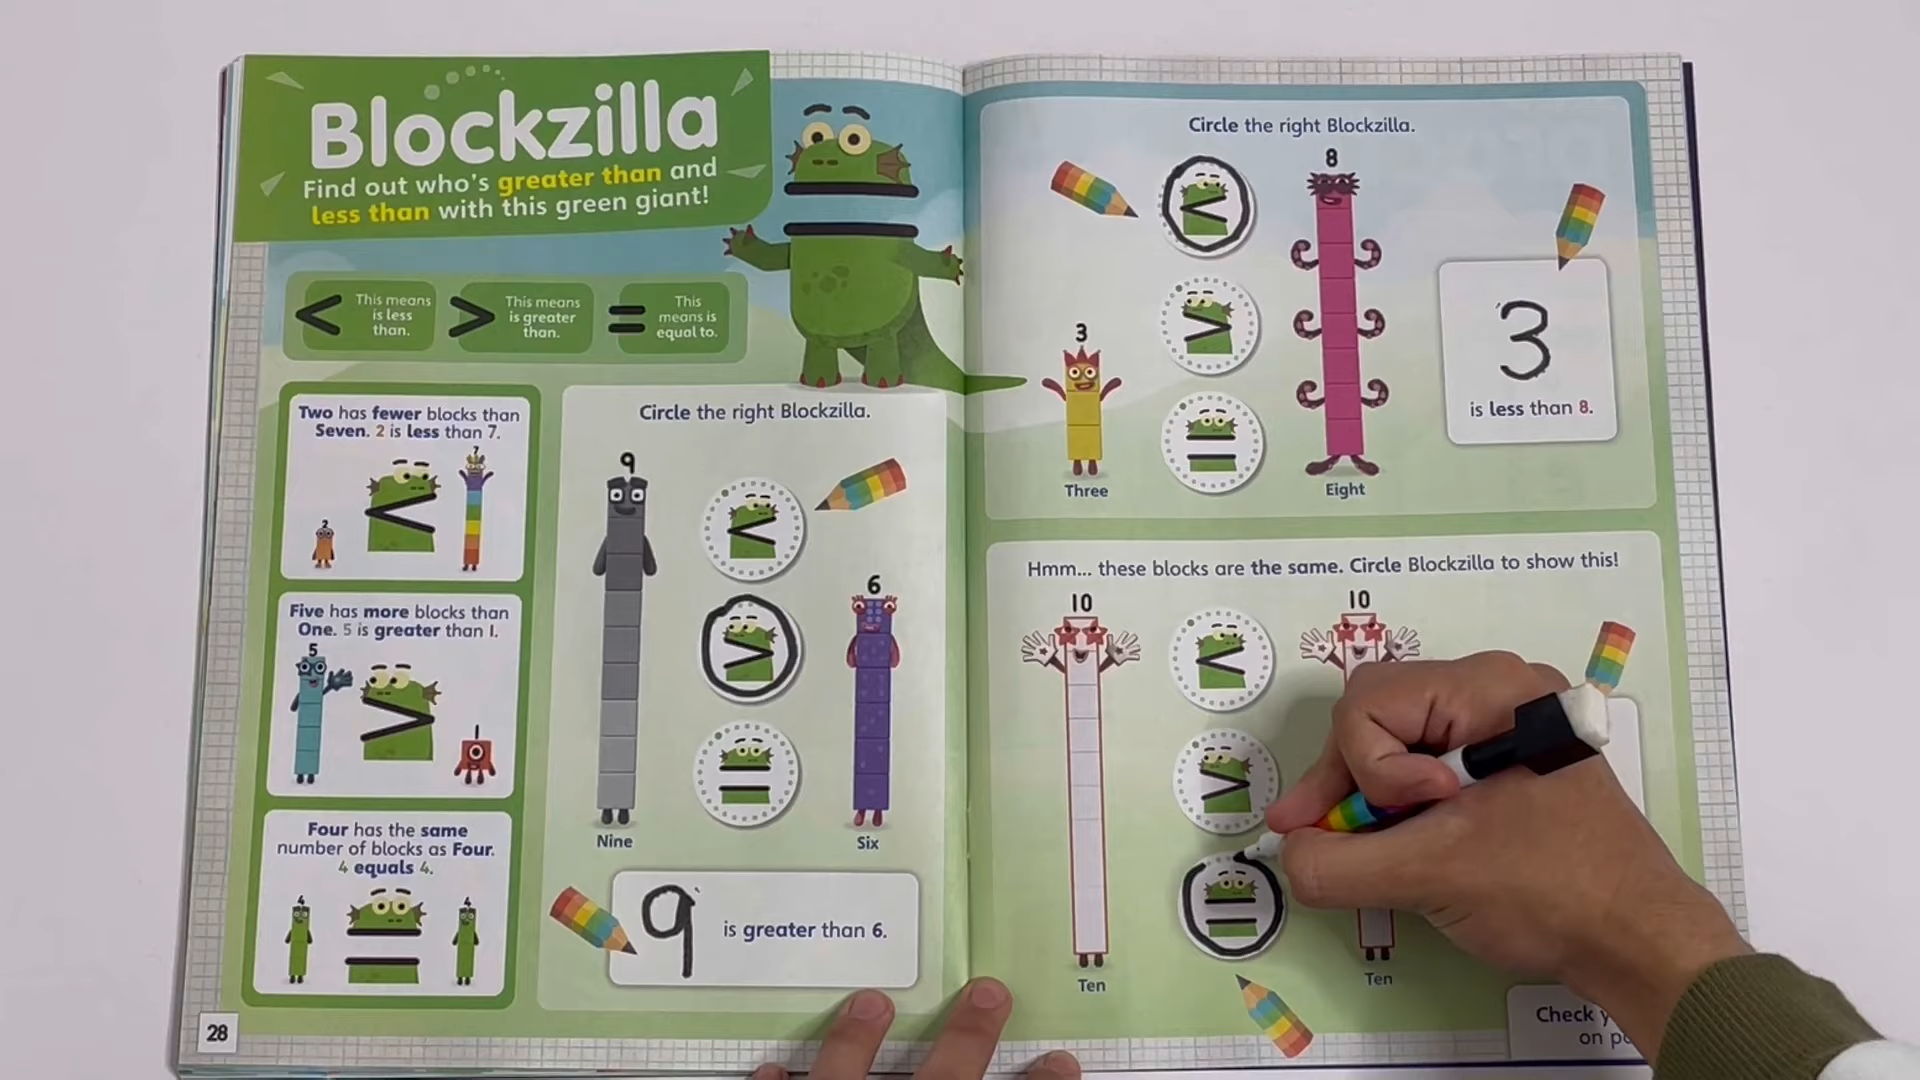 Blockzilla
Find out who's greater than and
less than with this green giant!
< This means
is less
than.
> This means
is greater
than.
= This
means is
equal to.
Two has fewer blocks than
Seven. 2 is less than 7.
2
7
Five has more blocks than
One. 5 is greater than 1.
5
1
Four has the same
number of blocks as Four.
4 equals 4.
4
4
28
Circle the right Blockzilla.
9
6
Nine
Six
9 is greater than 6.
Circle the right Blockzilla.
8
3
Three
Eight
3
is less than 8.
Hmm... these blocks are the same. Circle Blockzilla to show this!
10
10
Ten
Ten
Check
on